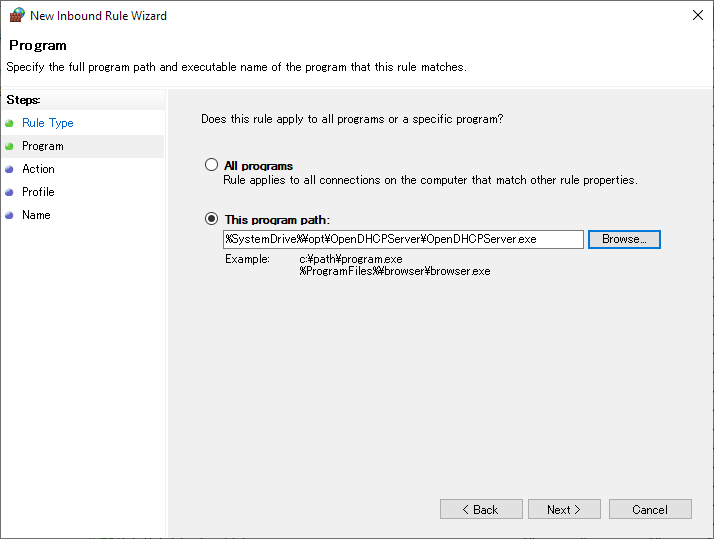 New Inbound Rule Wizard
Program
Specify the full program path and executable name of the program that this rule matches.
Steps:
Rule Type
Program
Action
Profile
Name
Does this rule apply to all programs or a specific program?
All programs
Rule applies to all connections on the computer that match other rule properties.
This program path:
%SystemDrive%¥opt¥OpenDHCPServer¥OpenDHCPServer.exe
Browse...
Example: c:¥path¥program.exe
%ProgramFiles%¥browser¥browser.exe
< Back
Next >
Cancel